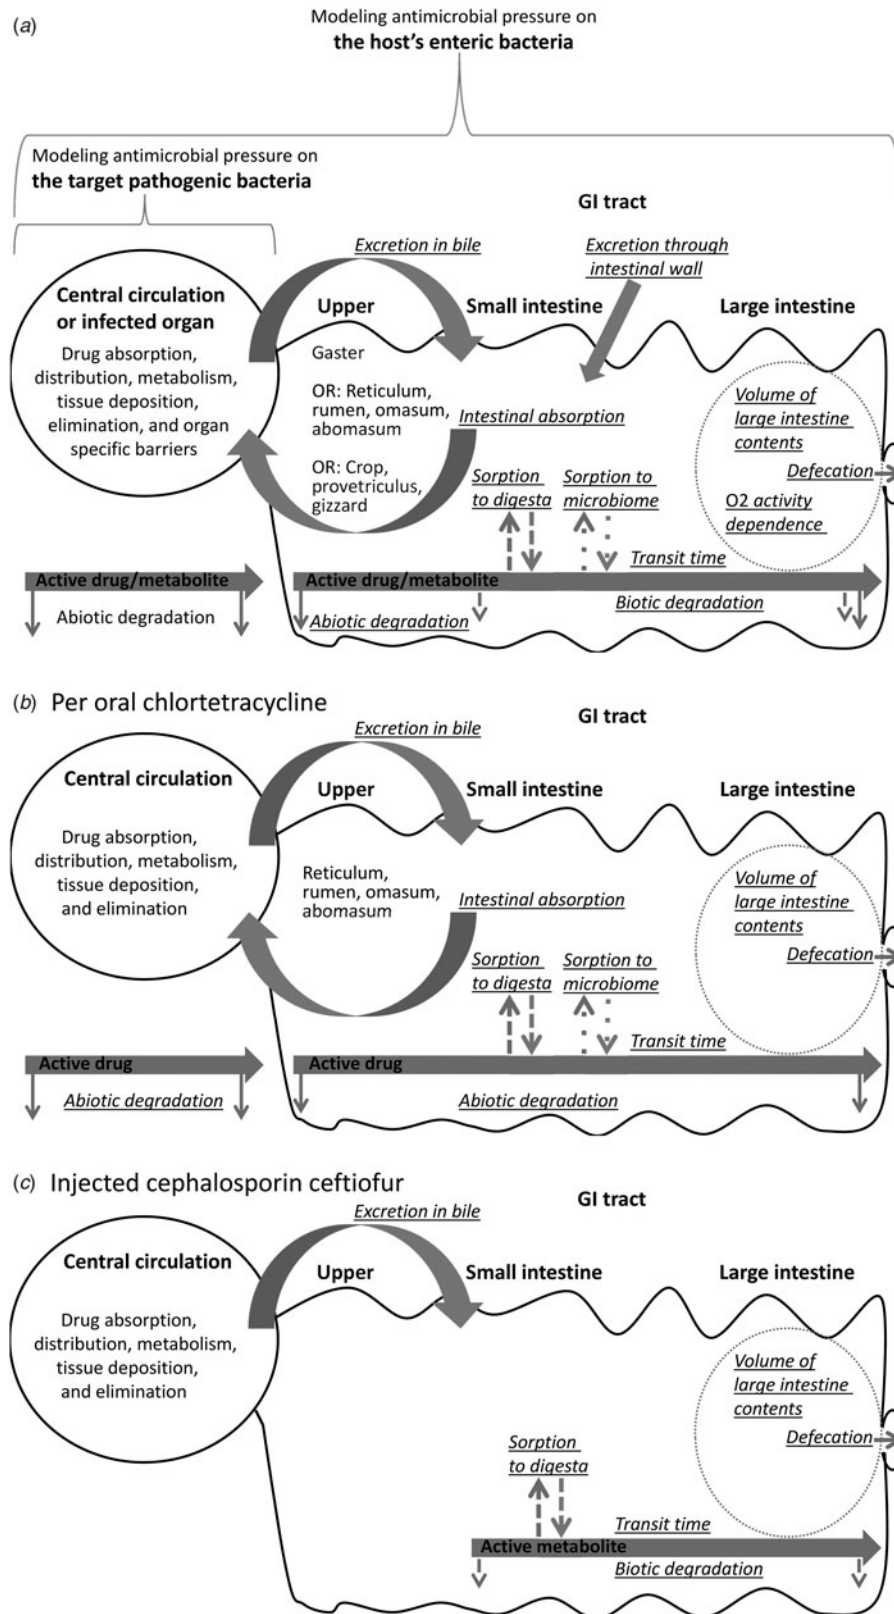 (a)
Modeling antimicrobial pressure on
the host's enteric bacteria
Modeling antimicrobial pressure on
the target pathogenic bacteria
GI tract
Excretion in bile
Excretion through
intestinal wall
Central circulation
or infected organ
Drug absorption,
distribution, metabolism,
tissue deposition,
elimination, and organ
specific barriers
Upper
Small intestine
Large intestine
Gaster
OR: Reticulum,
rumen, omasum,
abomasum
OR: Crop,
provetriculus,
gizzard
Intestinal absorption
Sorption
to digesta
Sorption to
microbiome
Volume of
large intestine
contents
Defecation
O2 activity
dependence
Transit time
Active drug/metabolite
Abiotic degradation
Active drug/metabolite
Abiotic degradation
Biotic degradation
(b) Per oral chlortetracycline
GI tract
Excretion in bile
Central circulation
Drug absorption,
distribution, metabolism,
tissue deposition,
and elimination
Upper
Small intestine
Large intestine
Reticulum,
rumen, omasum,
abomasum
Intestinal absorption
Sorption
to digesta
Sorption to
microbiome
Volume of
large intestine
contents
Defecation
Transit time
Active drug
Abiotic degradation
Active drug
Abiotic degradation
(c) Injected cephalosporin ceftiofur
GI tract
Excretion in bile
Central circulation
Drug absorption,
distribution, metabolism,
tissue deposition,
and elimination
Upper
Small intestine
Large intestine
Volume of
large intestine
contents
Defecation
Sorption
to digesta
Transit time
Active metabolite
Biotic degradation